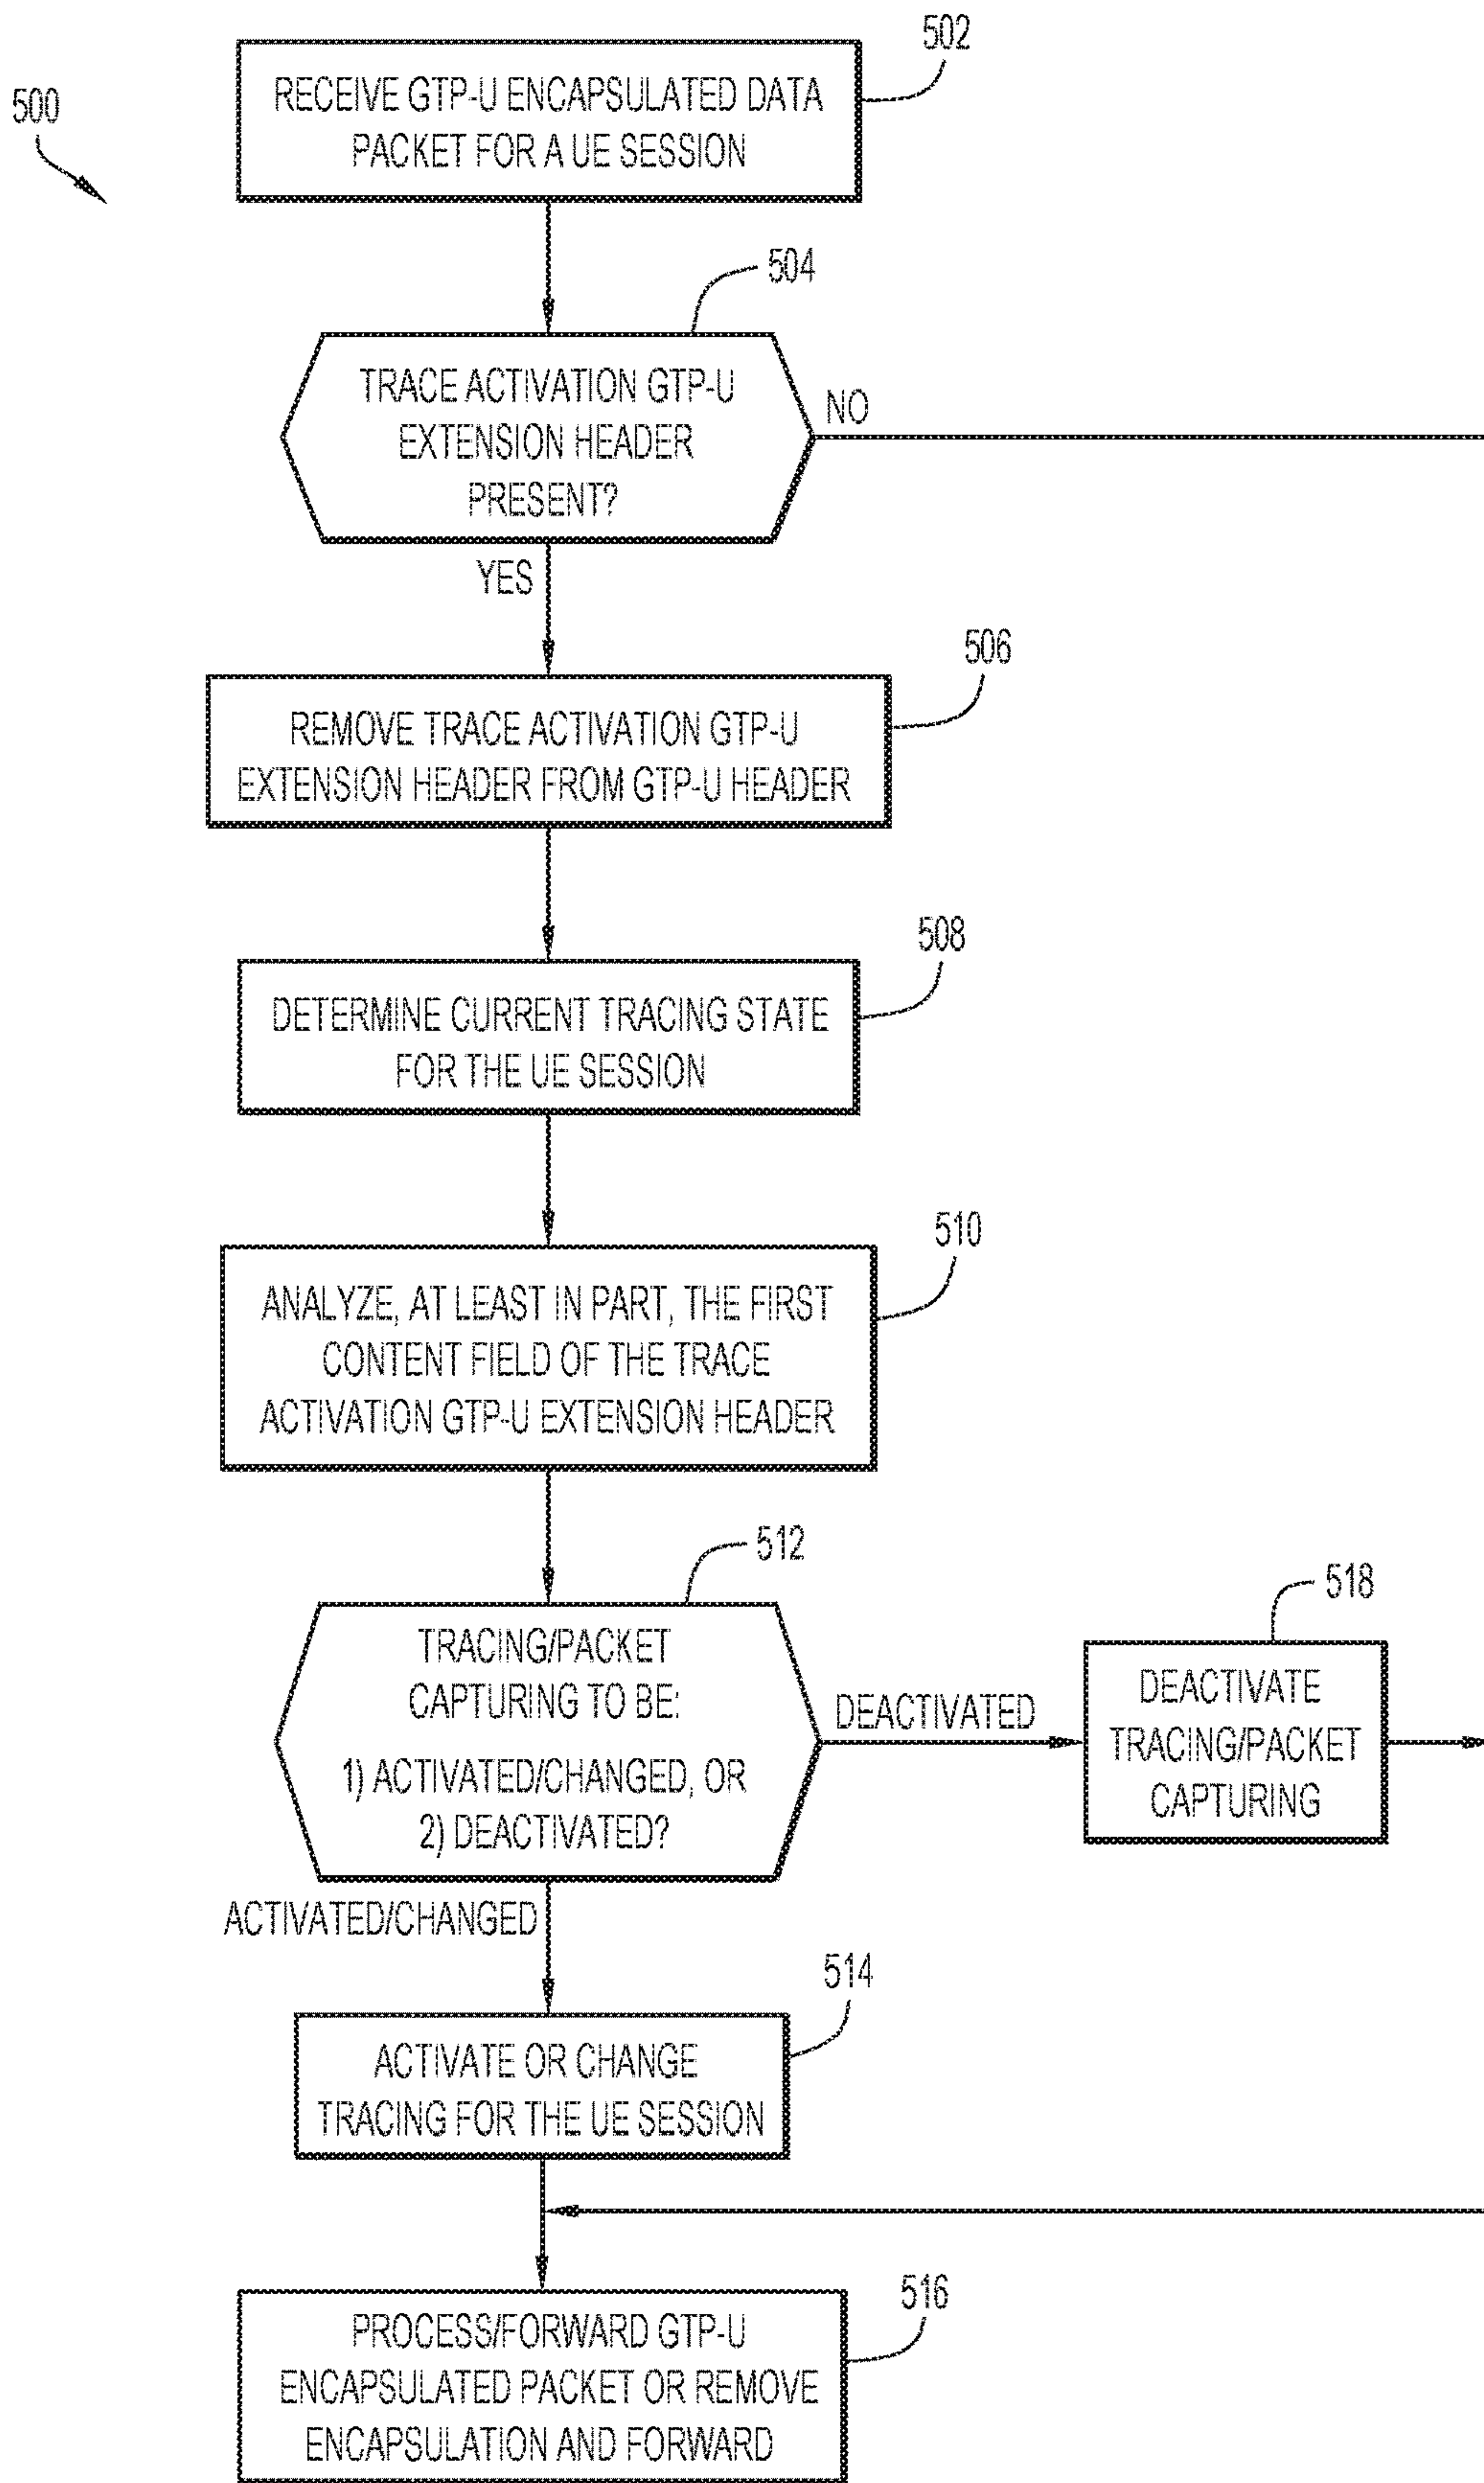 500
502
RECEIVE GTP-U ENCAPSULATED DATA
PACKET FOR A UE SESSION
504
TRACE ACTIVATION GTP-U
EXTENSION HEADER
PRESENT?
NO
YES
506
REMOVE TRACE ACTIVATION GTP-U
EXTENSION HEADER FROM GTP-U HEADER
508
DETERMINE CURRENT TRACING STATE
FOR THE UE SESSION
510
ANALYZE, AT LEAST IN PART, THE FIRST
CONTENT FIELD OF THE TRACE
ACTIVATION GTP-U EXTENSION HEADER
512
TRACING/PACKET
CAPTURING TO BE:
1) ACTIVATED/CHANGED, OR
2) DEACTIVATED?
DEACTIVATED
518
DEACTIVATE
TRACING/PACKET
CAPTURING
ACTIVATED/CHANGED
514
ACTIVATE OR CHANGE
TRACING FOR THE UE SESSION
516
PROCESS/FORWARD GTP-U
ENCAPSULATED PACKET OR REMOVE
ENCAPSULATION AND FORWARD